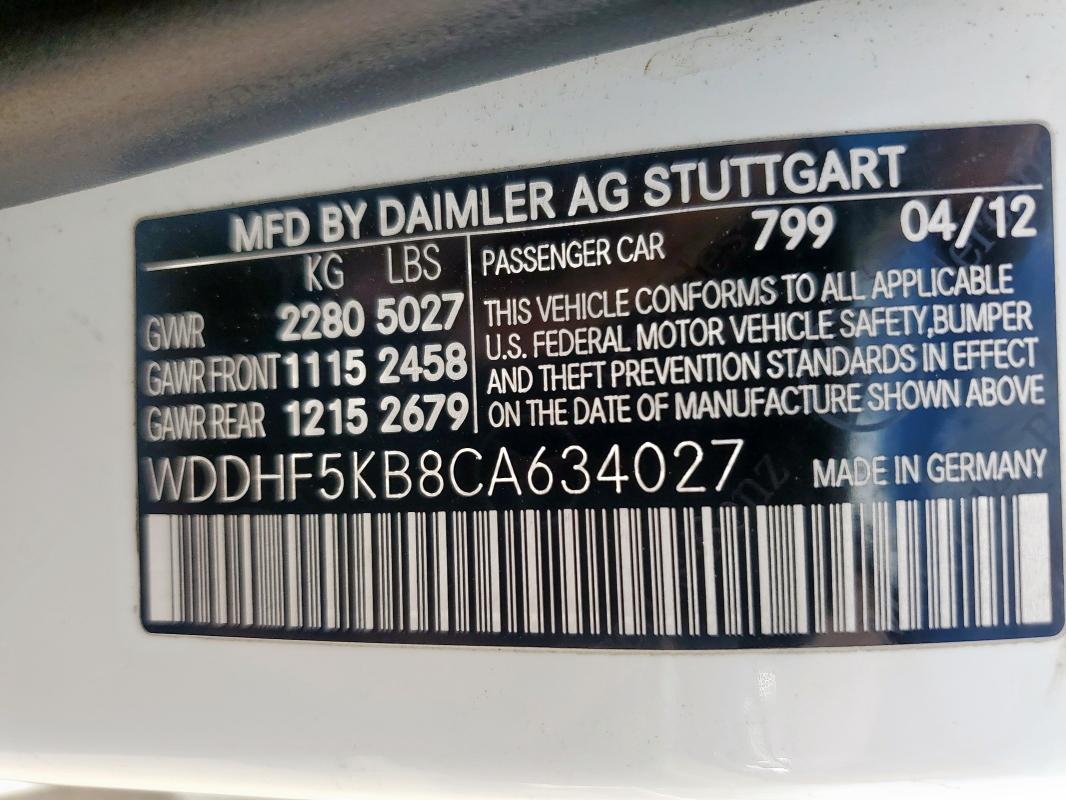 MFD BY DAIMLER AG STUTTGART
KG LBS
GVWR 2280 5027
GAWR FRONT 1115 2458
GAWR REAR 1215 2679
PASSENGER CAR 799 04/12
THIS VEHICLE CONFORMS TO ALL APPLICABLE
U.S. FEDERAL MOTOR VEHICLE SAFETY,BUMPER
AND THEFT PREVENTION STANDARDS IN EFFECT
ON THE DATE OF MANUFACTURE SHOWN ABOVE
WDDHF5KB8CA634027 MADE IN GERMANY